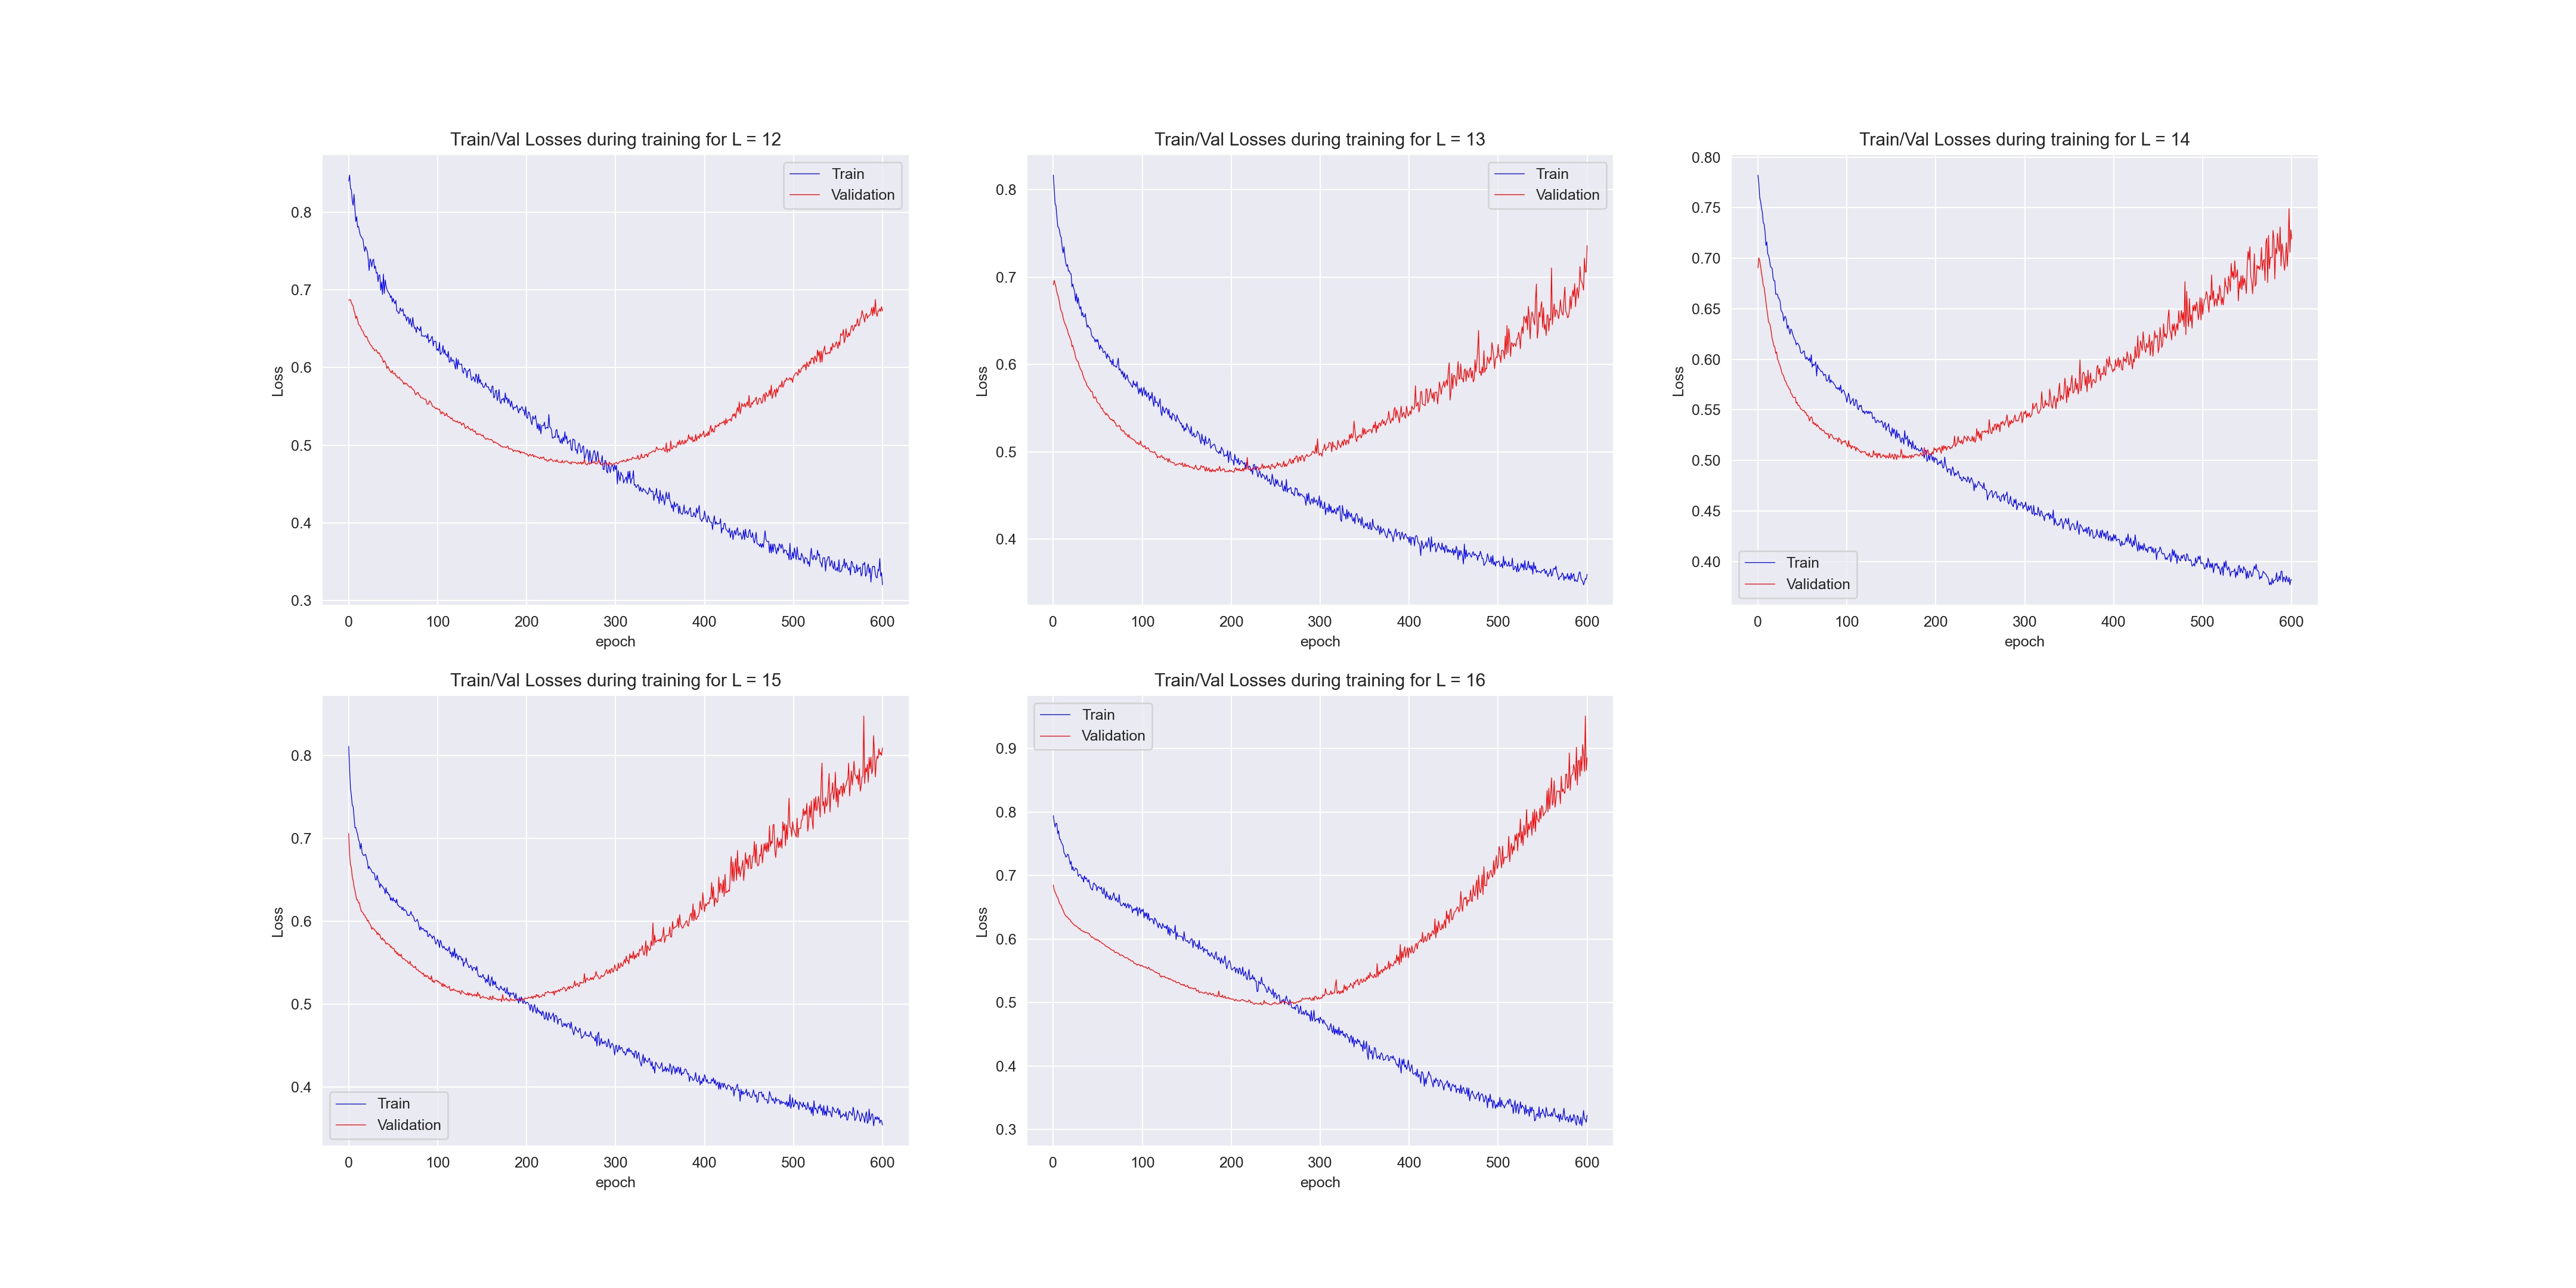 Train/Val Losses during training for L = 12
Train
Validation
0.8
0.7
0.6
0.5
0.4
0.3
Loss
0 100 200 300 400 500 600
epoch
Train/Val Losses during training for L = 13
Train
Validation
0.8
0.7
0.6
0.5
0.4
Loss
0 100 200 300 400 500 600
epoch
Train/Val Losses during training for L = 14
0.80
0.75
0.70
0.65
0.60
0.55
0.50
0.45
0.40
Loss
Train
Validation
0 100 200 300 400 500 600
epoch
Train/Val Losses during training for L = 15
0.8
0.7
0.6
0.5
0.4
Loss
Train
Validation
0 100 200 300 400 500 600
epoch
Train/Val Losses during training for L = 16
Train
Validation
0.9
0.8
0.7
0.6
0.5
0.4
0.3
Loss
0 100 200 300 400 500 600
epoch